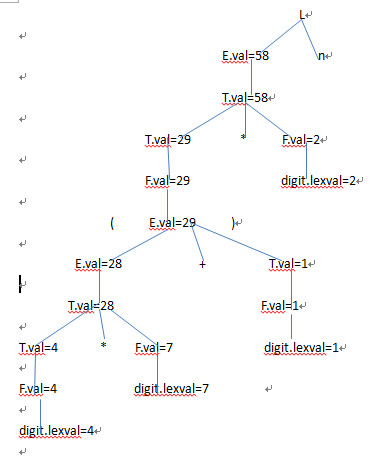 L
E.val=58 n
T.val=58
T.val=29 * F.val=2
F.val=29 digit.lexval=2
( E.val=29 )
E.val=28 + T.val=1
T.val=28 F.val=1
T.val=4 * F.val=7 digit.lexval=1
F.val=4 digit.lexval=7
digit.lexval=4